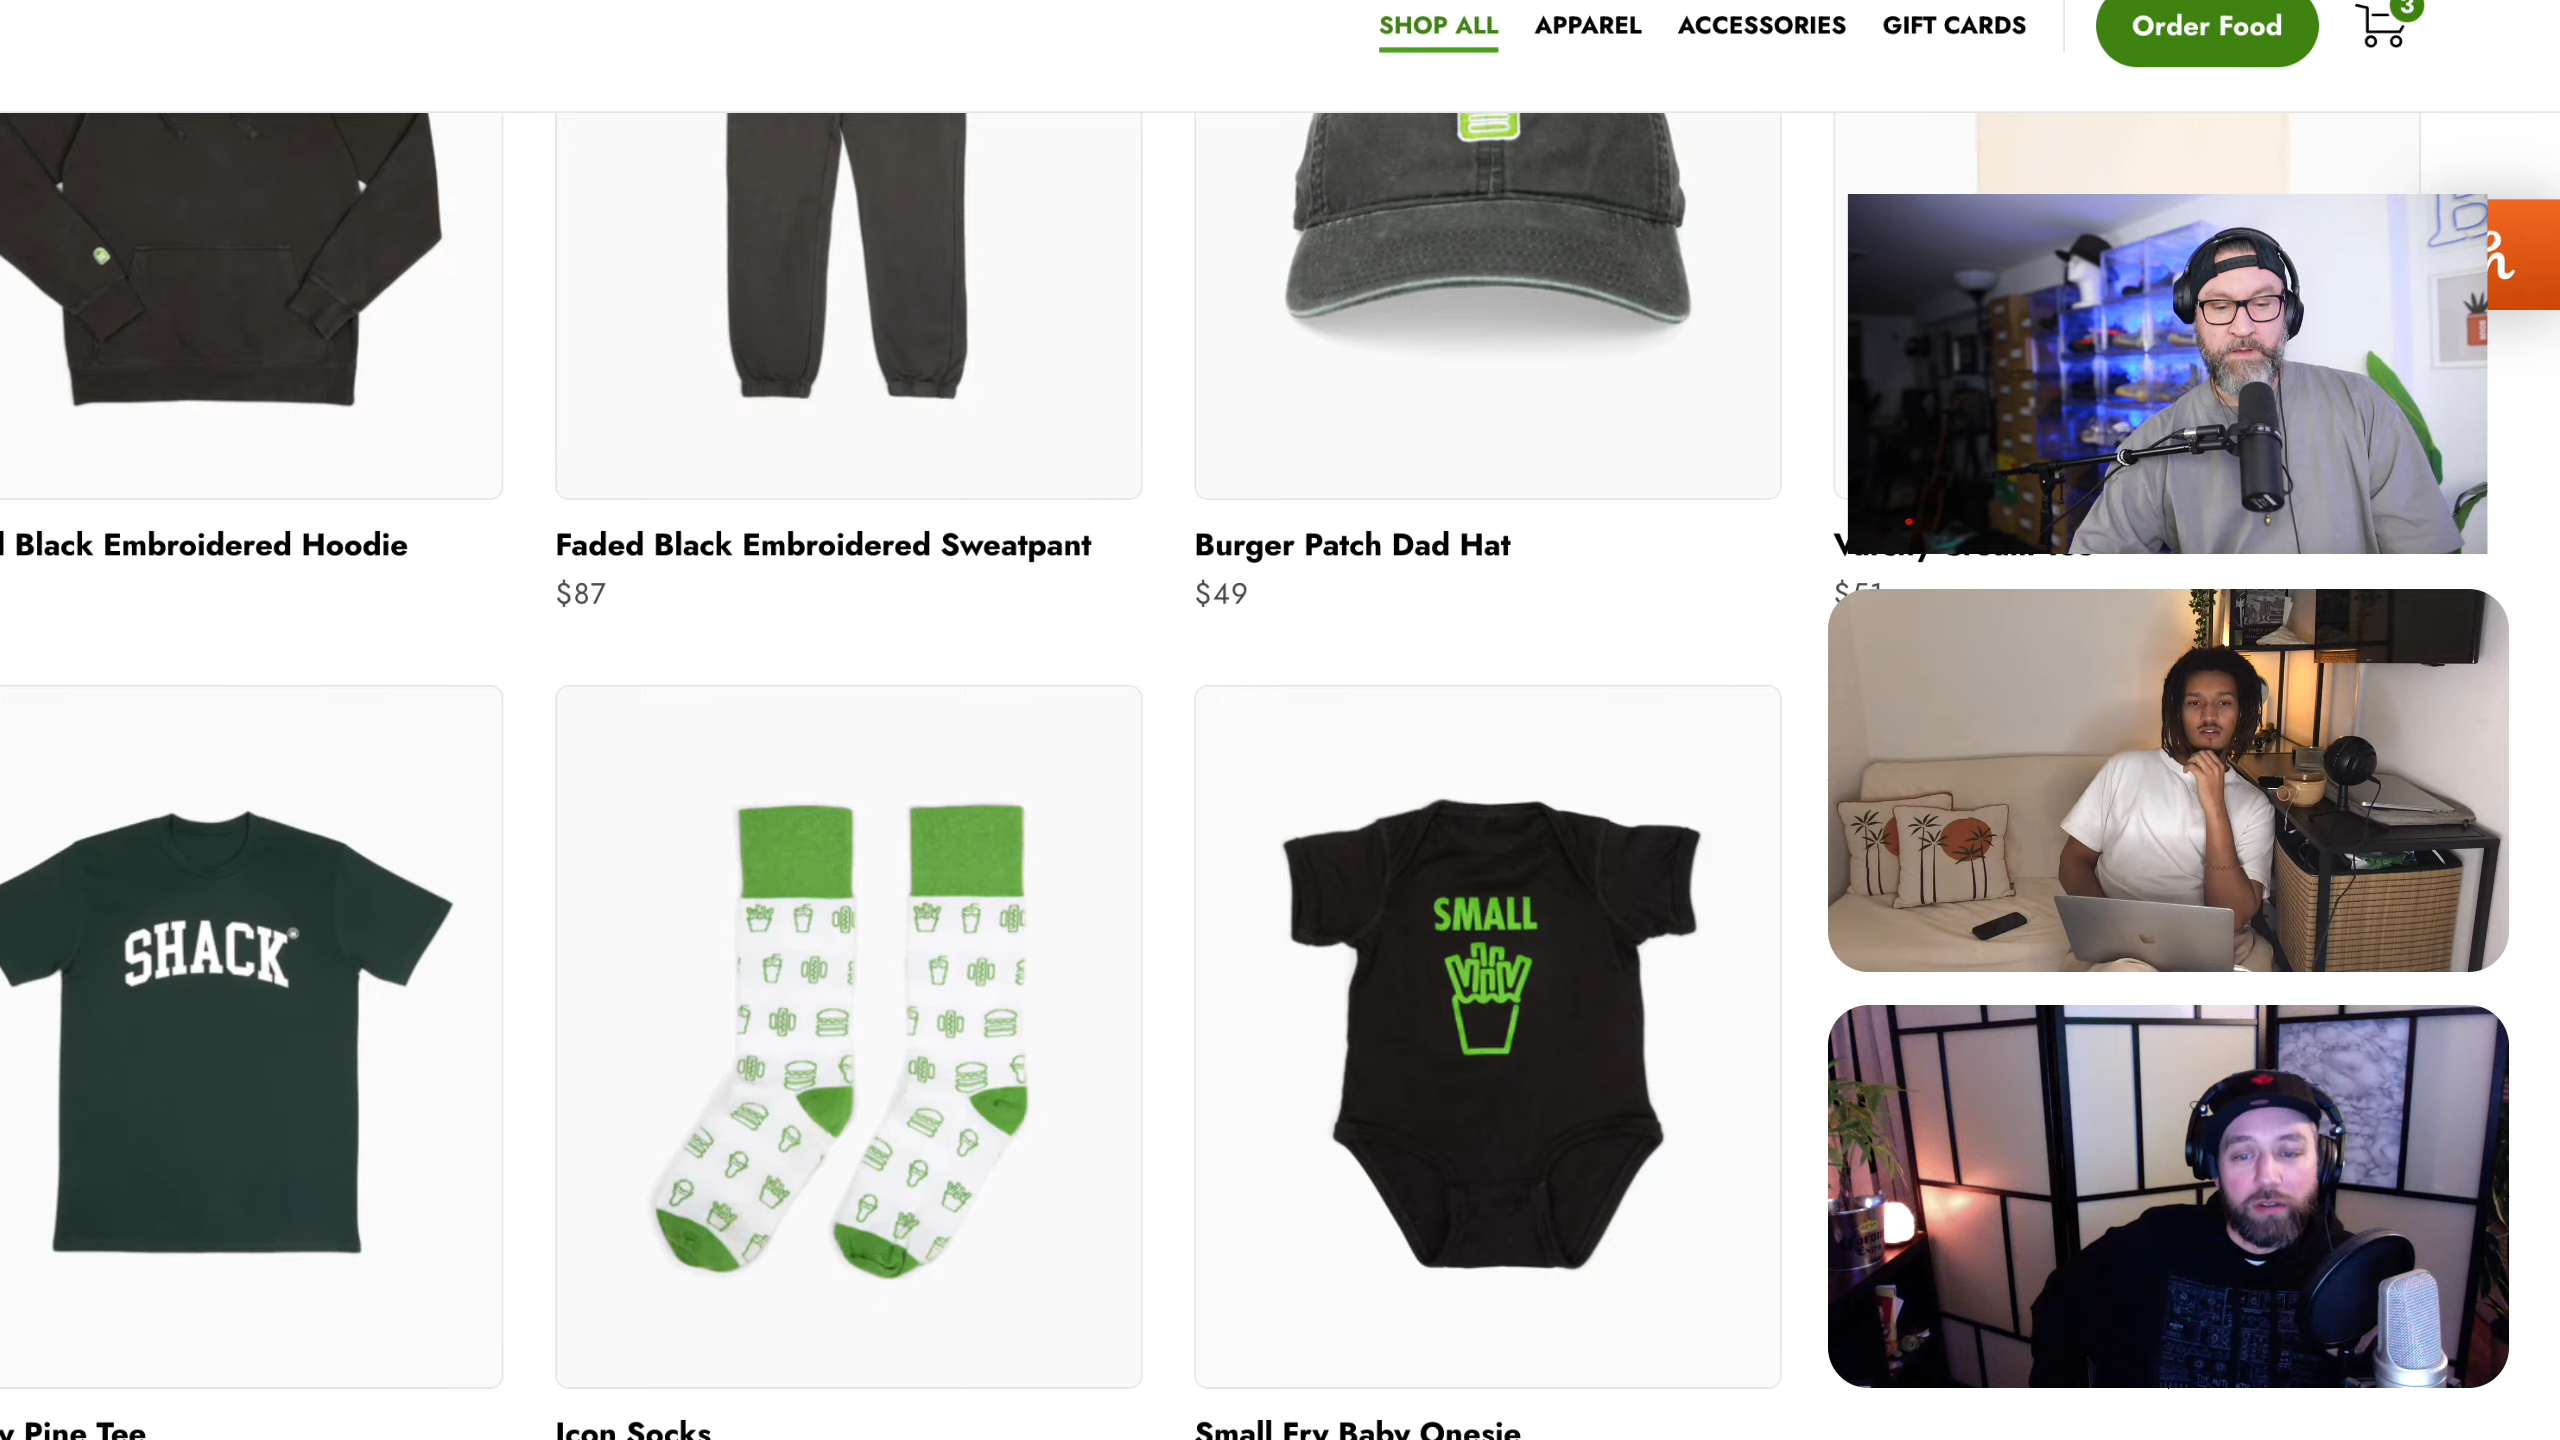 SHOP ALL APPAREL ACCESSORIES GIFT CARDS Order Food 3
Black Embroidered Hoodie
Faded Black Embroidered Sweatpant
$87
Burger Patch Dad Hat
$49
$51
SHACK
SMALL
y Pine Tee
Icon Socks
Small Fry Baby Onesie